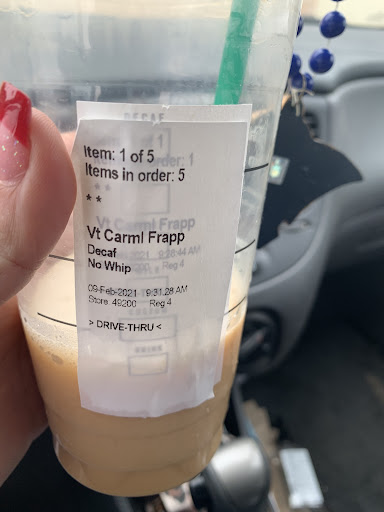 DECAF
Item: 1 of 5
Items in order: 5
* *
Vt Carml Frapp
Decaf
No Whip
09-Feb-2021 9:31:28 AM
Store: 49200 Reg 4
> DRIVE-THRU <